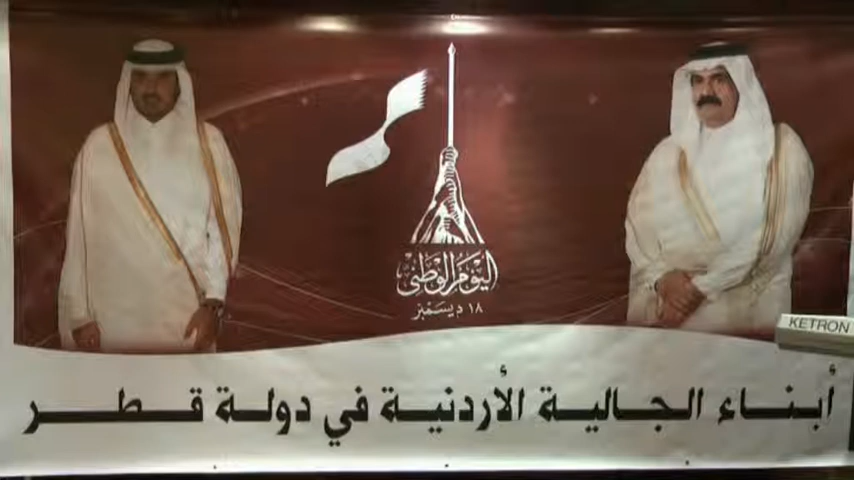 اليوم الوطني
١٨ ديسمبر
KETRON
أبناء الجالية الأردنية في دولة قطر